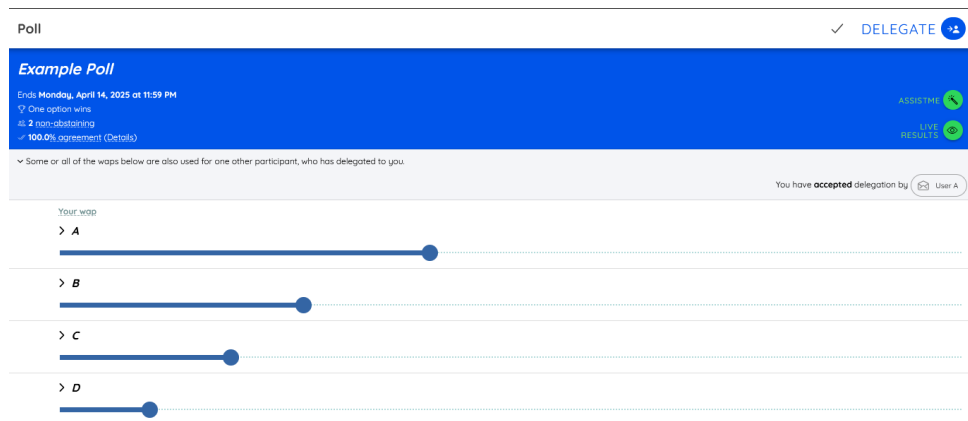 Poll
DELEGATE
Example Poll
Ends Monday, April 14, 2025 at 11:59 PM
One option wins
2 non-abstaining
100.0% agreement (Details)
ASSISTME
LIVE
RESULTS
Some or all of the waps below are also used for one other participant, who has delegated to you.
You have accepted delegation by User A
Your wap
A
B
C
D